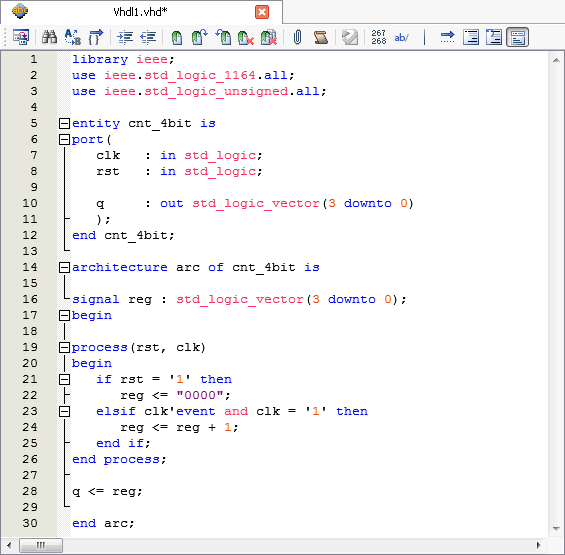 Vhdl1.vhd*
267
268 ab/
1 library ieee;
2 use ieee.std_logic_1164.all;
3 use ieee.std_logic_unsigned.all;
4
5 entity cnt_4bit is
6 port(
7 clk : in std_logic;
8 rst : in std_logic;
9
10 q : out std_logic_vector(3 downto 0)
11 );
12 end cnt_4bit;
13
14 architecture arc of cnt_4bit is
15
16 signal reg : std_logic_vector(3 downto 0);
17 begin
18
19 process(rst, clk)
20 begin
21 if rst = '1' then
22 reg <= "0000";
23 elsif clk'event and clk = '1' then
24 reg <= reg + 1;
25 end if;
26 end process;
27
28 q <= reg;
29
30 end arc;